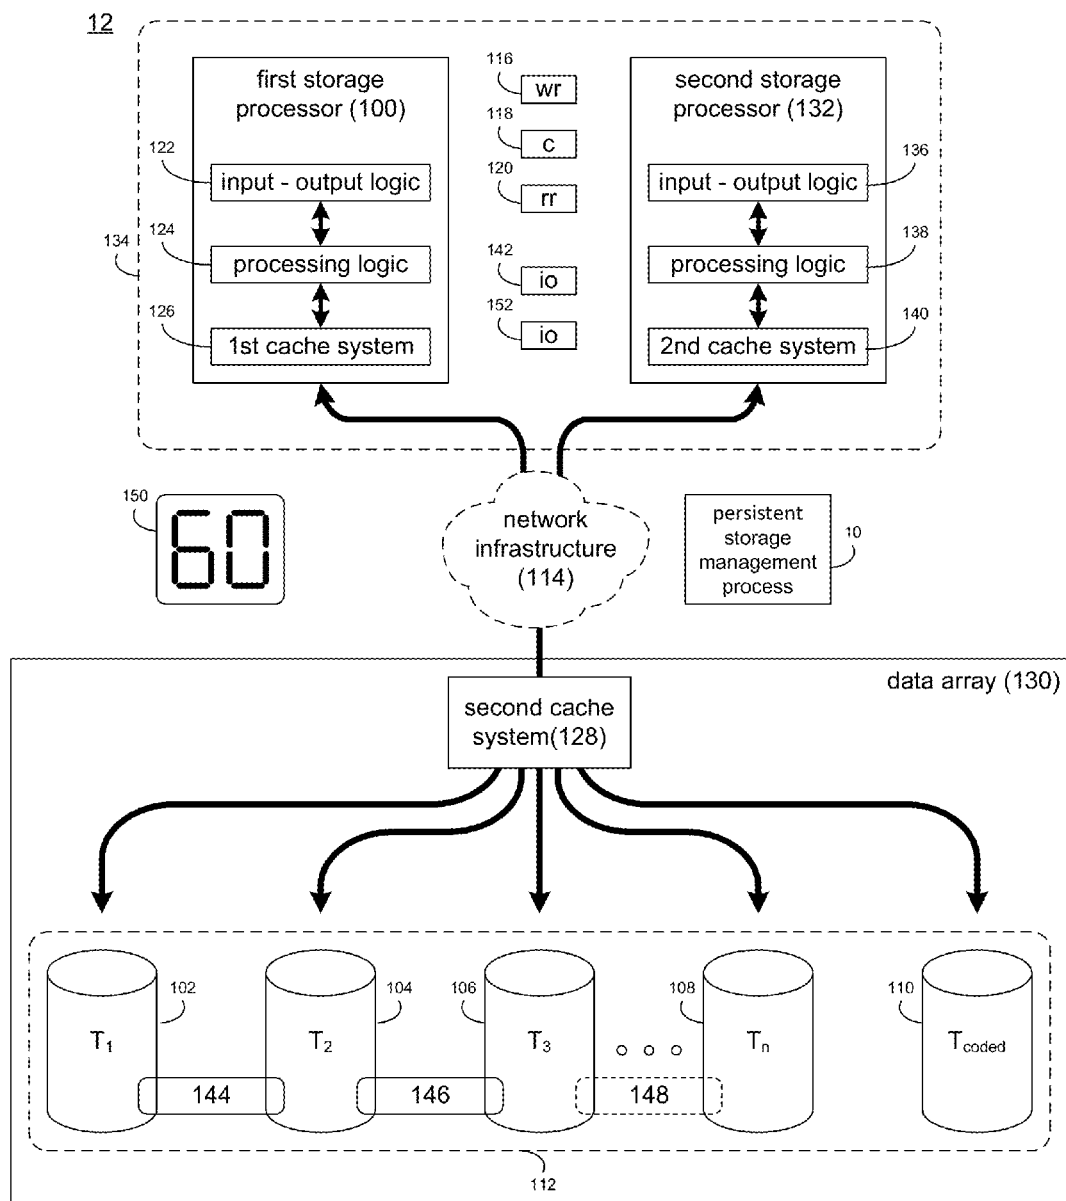 12
first storage
processor (100)
116
wr
second storage
processor (132)
118
c
122
input - output logic
120
rr
input - output logic
136
134
124
processing logic
142
io
processing logic
138
126
1st cache system
152
io
2nd cache system
140
150
60
network
infrastructure
(114)
persistent
storage
management
process
10
data array (130)
second cache
system(128)
102
104
106
108
110
T1
T2
T3
Tn
Tcoded
144
146
148
112